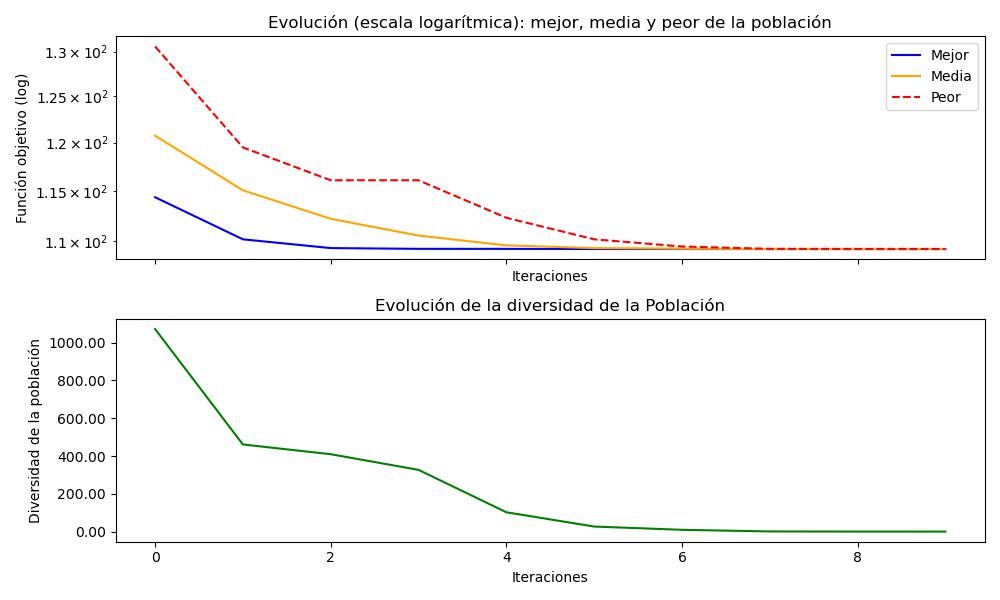 Evolución (escala logarítmica): mejor, media y peor de la población
Función objetivo (log)
1.3 × 10²
1.25 × 10²
1.2 × 10²
1.15 × 10²
1.1 × 10²
Mejor
Media
Peor
Iteraciones
Evolución de la diversidad de la Población
Diversidad de la población
1000.00
800.00
600.00
400.00
200.00
0.00
0 2 4 6 8
Iteraciones